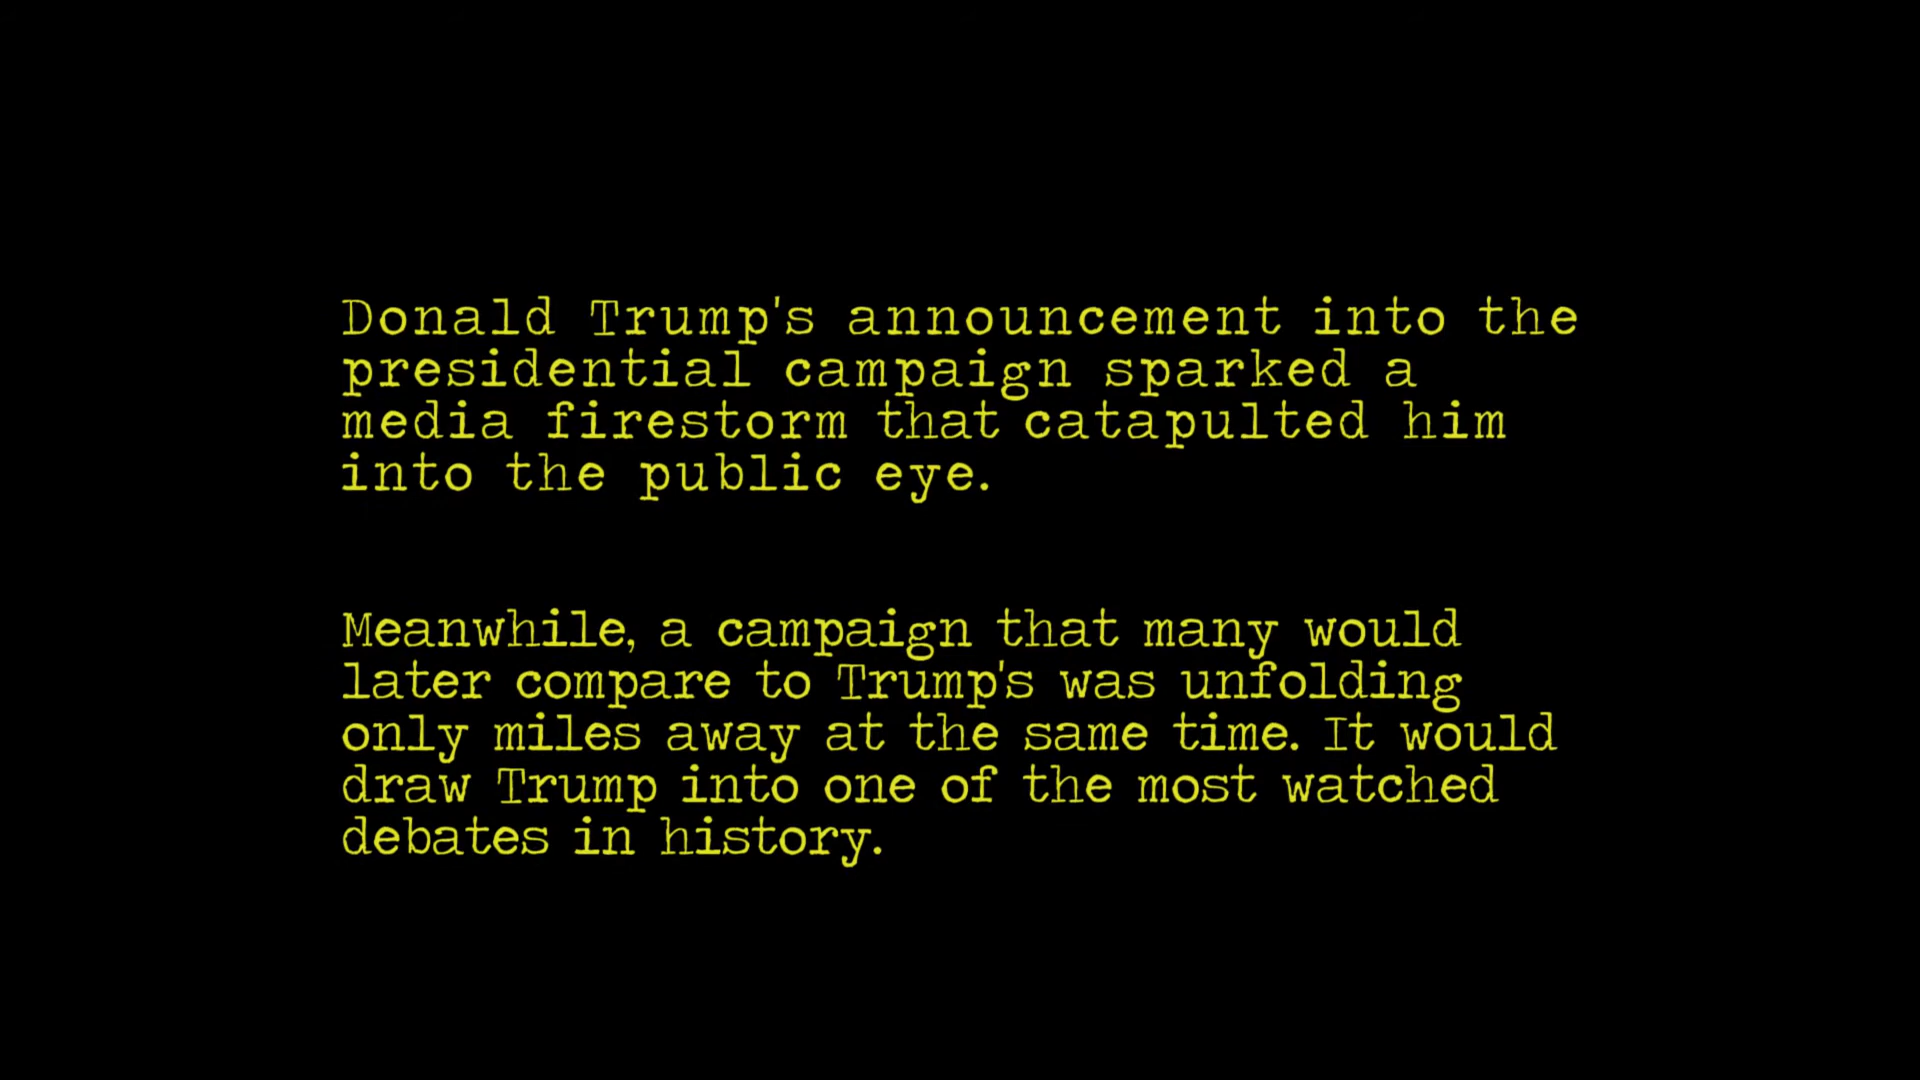 Donald Trump's announcement into the
presidential campaign sparked a
media firestorm that catapulted him
into the public eye.
Meanwhile, a campaign that many would
later compare to Trump's was unfolding
only miles away at the same time. It would
draw Trump into one of the most watched
debates in history.